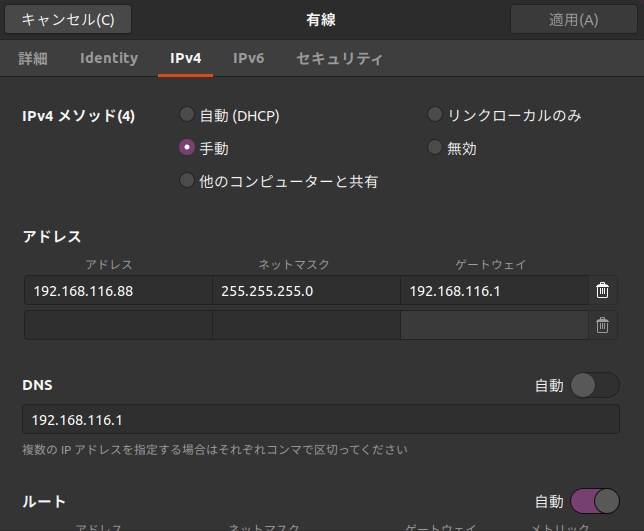 キャンセル(C) 有線 適用(A)
詳細 Identity IPv4 IPv6 セキュリティ
IPv4 メソッド(4) 自動 (DHCP) リンクローカルのみ
手動 無効
他のコンピューターと共有
アドレス
アドレス ネットマスク ゲートウェイ
192.168.116.88 255.255.255.0 192.168.116.1
DNS 自動
192.168.116.1
複数の IP アドレスを指定する場合はそれぞれコンマで区切ってください
ルート 自動
アドレス ネットマスク ゲートウェイ メトリック